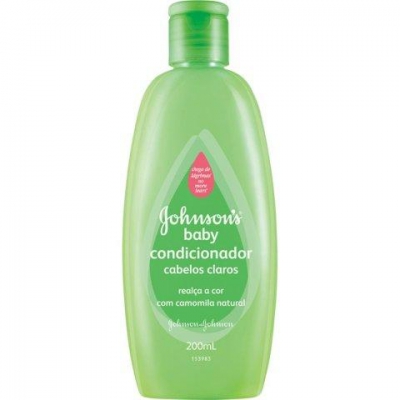 Johnson's
baby
condicionador
cabelos claros
realça a cor
com camomila natural
Johnson & Johnson
200mL